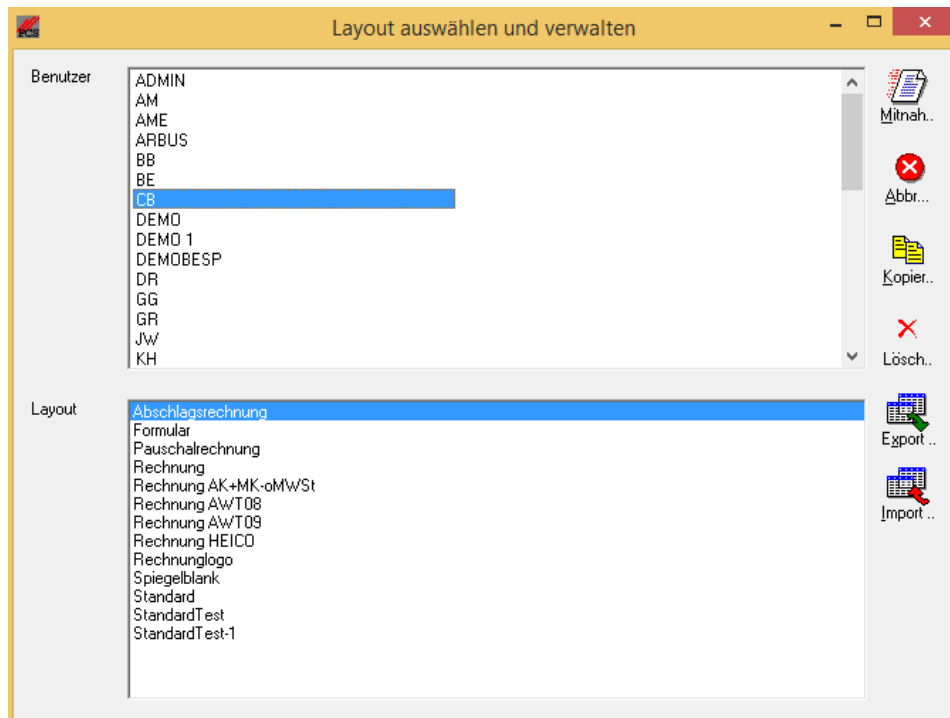 PCS
Layout auswählen und verwalten
Benutzer
ADMIN
AM
AME
ARBUS
BB
BE
CB
DEMO
DEMO 1
DEMOBESP
DR
GG
GR
JW
KH
Mitnah..
Abbr...
Kopier..
Lösch..
Layout
Abschlagsrechnung
Formular
Pauschalrechnung
Rechnung
Rechnung AK+MK-oMWSt
Rechnung AWT08
Rechnung AWT09
Rechnung HEICO
Rechnunglogo
Spiegelblank
Standard
StandardTest
StandardTest-1
Export ..
Import ..